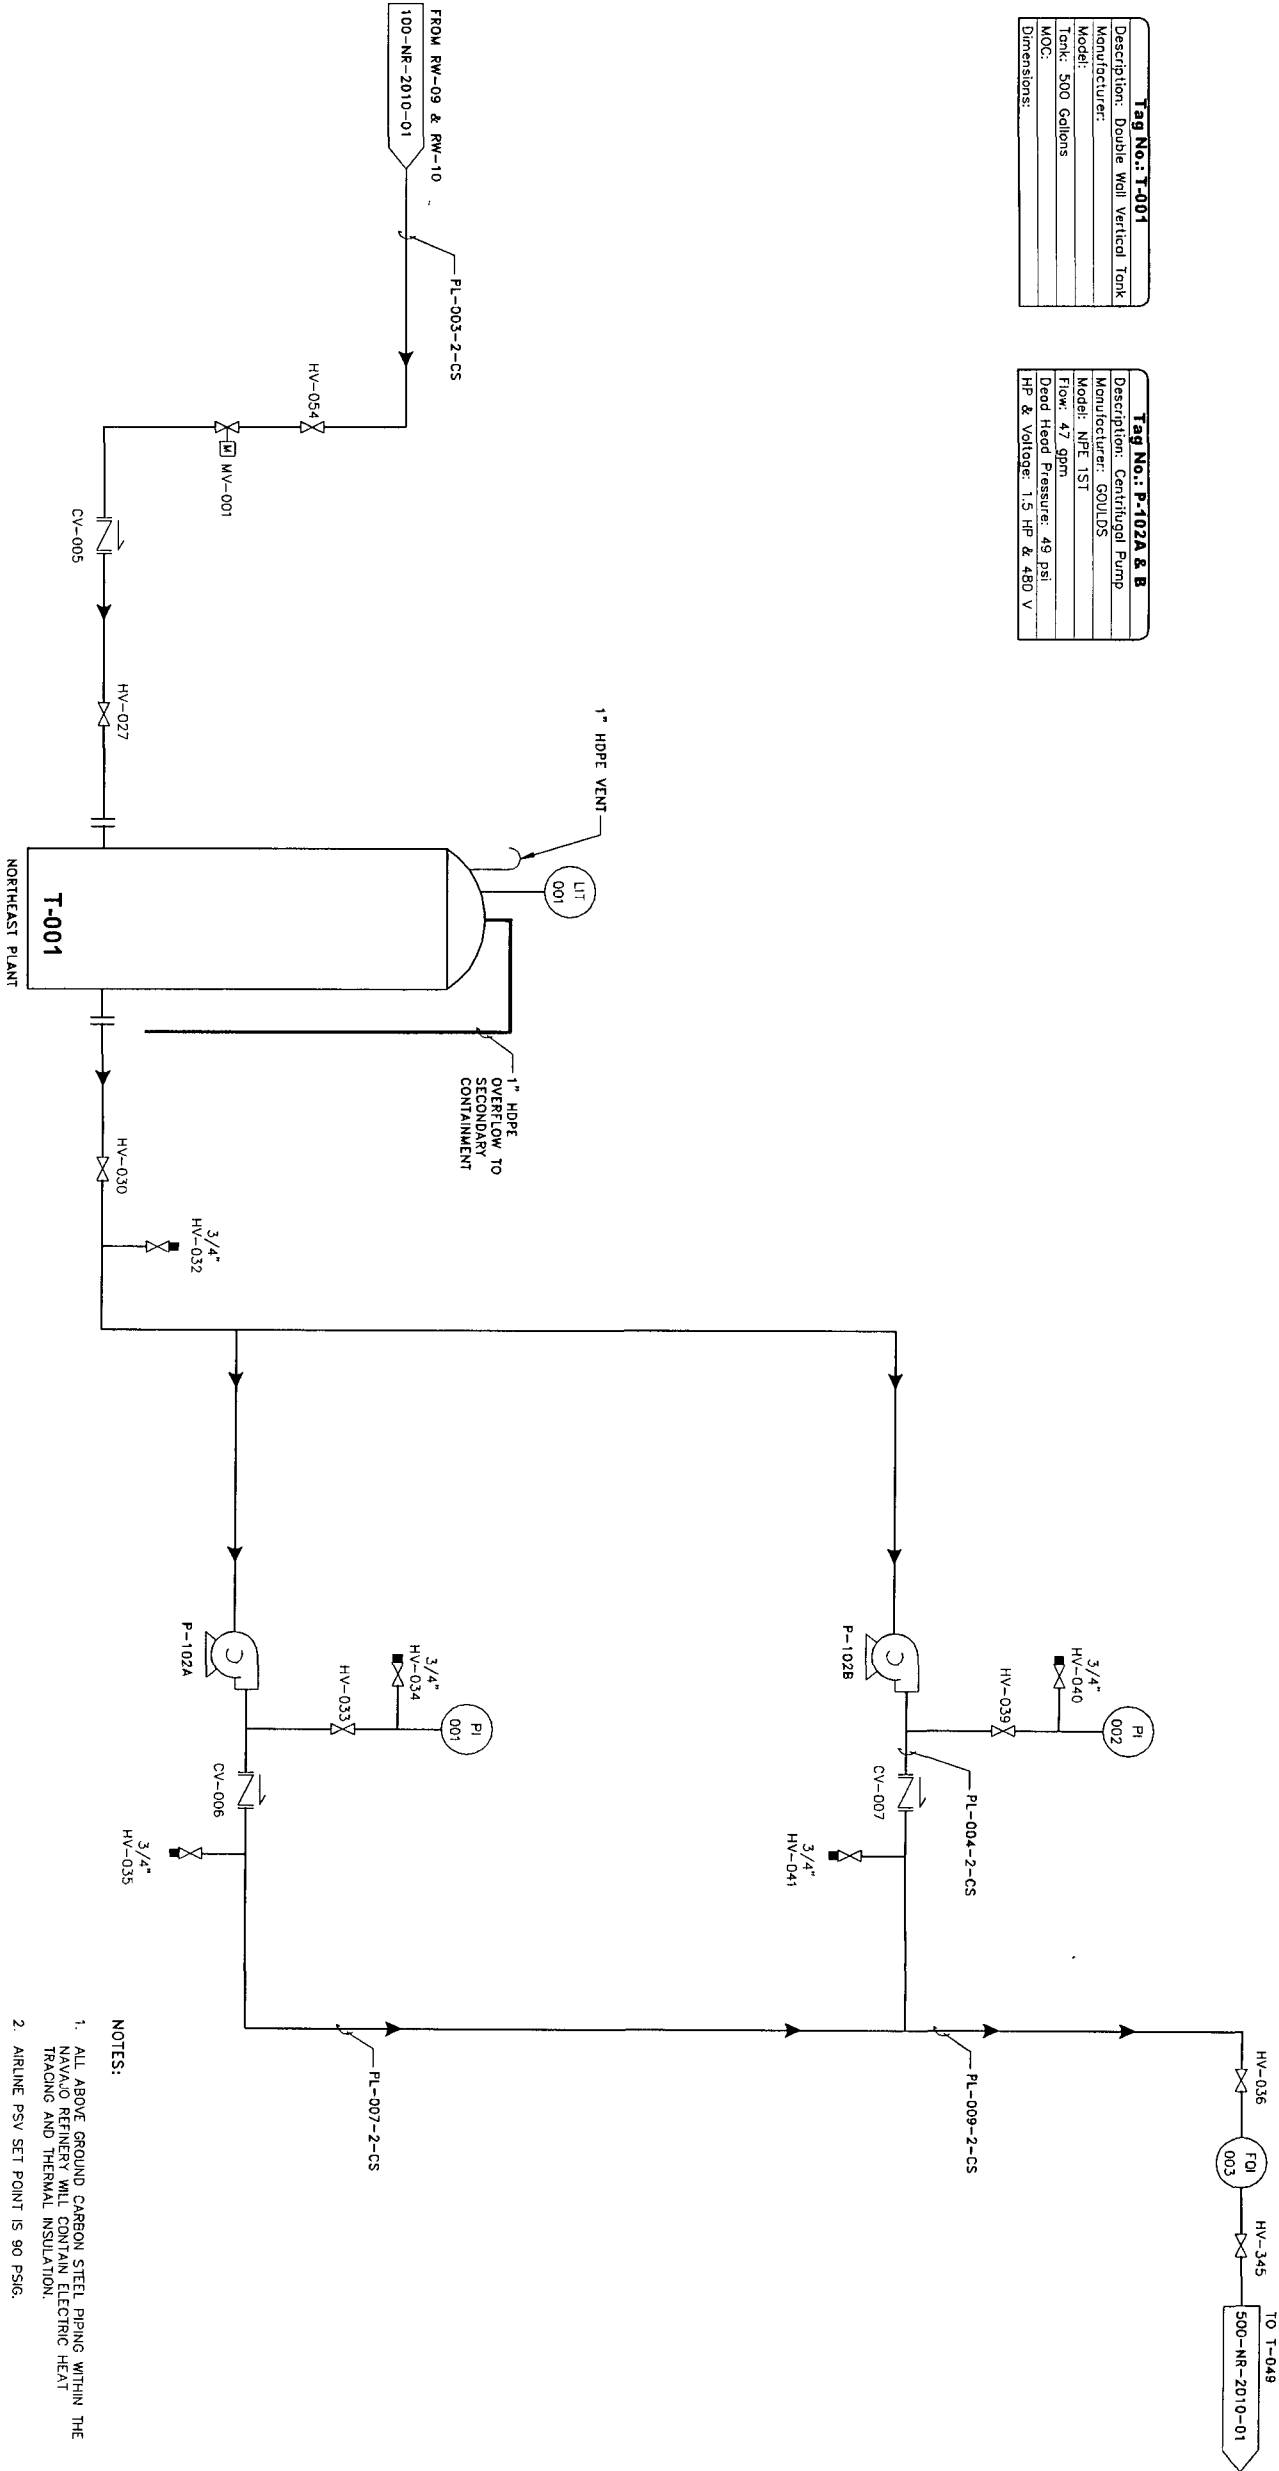 Tag No.: T-001
Description: Double Wall Vertical Tank
Manufacturer:
Model:
Tank: 500 Gallons
MOC:
Dimensions:
Tag No.: P-102A & B
Description: Centrifugal Pump
Manufacturer: GOULDS
Model: NPE 1ST
Flow: 47 gpm
Dead Head Pressure: 49 psi
HP & Voltage: 1.5 HP & 480 V
FROM RW-09 & RW-10
100-NR-2010-01
PL-003-2-CS
HV-054
M
MV-001
CV-005
HV-027
1" HDPE VENT
LIT
001
T-001
NORTHEAST PLANT
1" HDPE
OVERFLOW TO
SECONDARY
CONTAINMENT
HV-030
3/4"
HV-032
P-102A
HV-033
3/4"
HV-034
PI
001
CV-006
3/4"
HV-035
P-102B
HV-039
3/4"
HV-040
PI
002
CV-007
PL-004-2-CS
3/4"
HV-041
PL-007-2-CS
PL-009-2-CS
HV-036
FQI
003
HV-345
TO T-049
500-NR-2010-01
NOTES:
1. ALL ABOVE GROUND CARBON STEEL PIPING WITHIN THE
NAVAJO REFINERY WILL CONTAIN ELECTRIC HEAT
TRACING AND THERMAL INSULATION.
2. AIRLINE PSV SET POINT IS 90 PSIG.